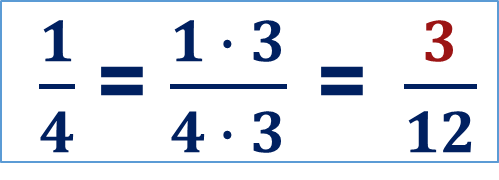 1/4 = 1 · 3/4 · 3 = 3/12